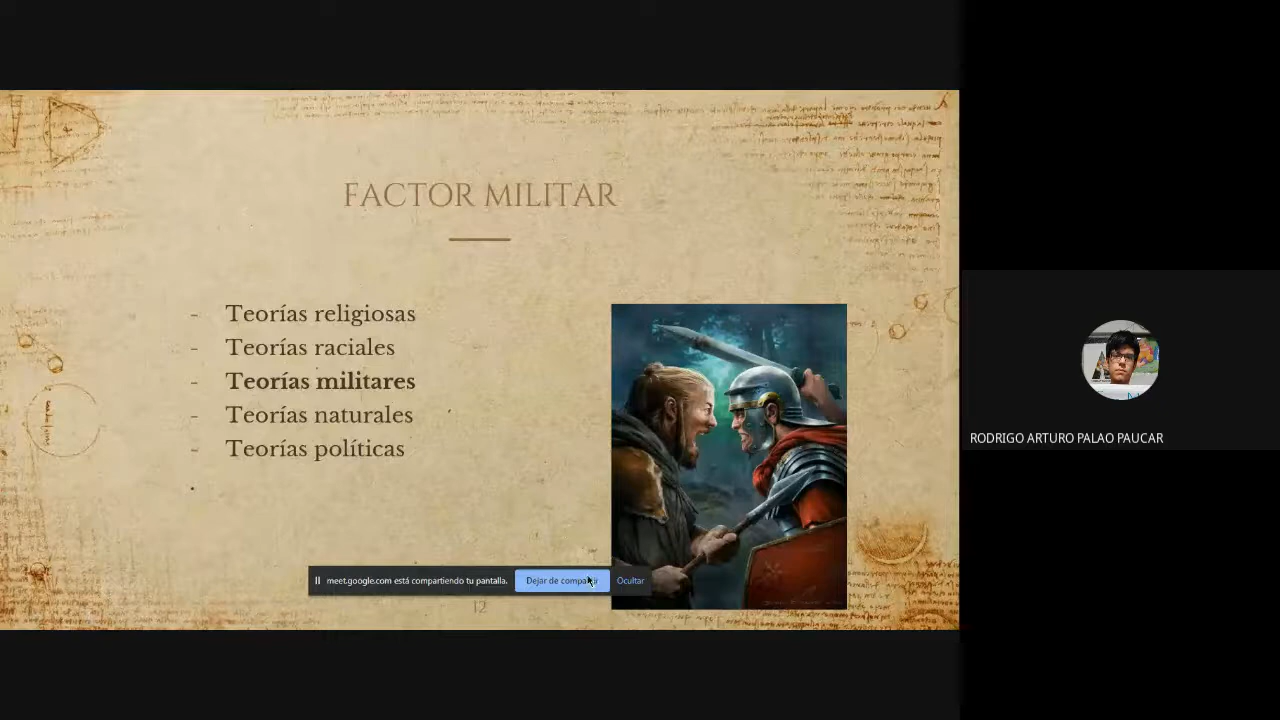 FACTOR MILITAR
- Teorías religiosas
- Teorías raciales
- Teorías militares
- Teorías naturales
- Teorías políticas
meet.google.com está compartiendo tu pantalla.
Dejar de compartir
Ocultar
12
RODRIGO ARTURO PALAO PAUCAR